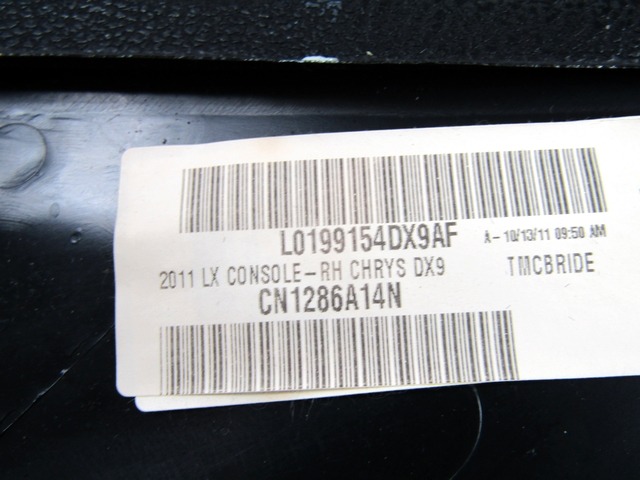 L0199154DX9AF A- 10/13/11 09:50 AM
2011 LX CONSOLE-RH CHRYS DX9 TMCBRIDE
CN1286A14N